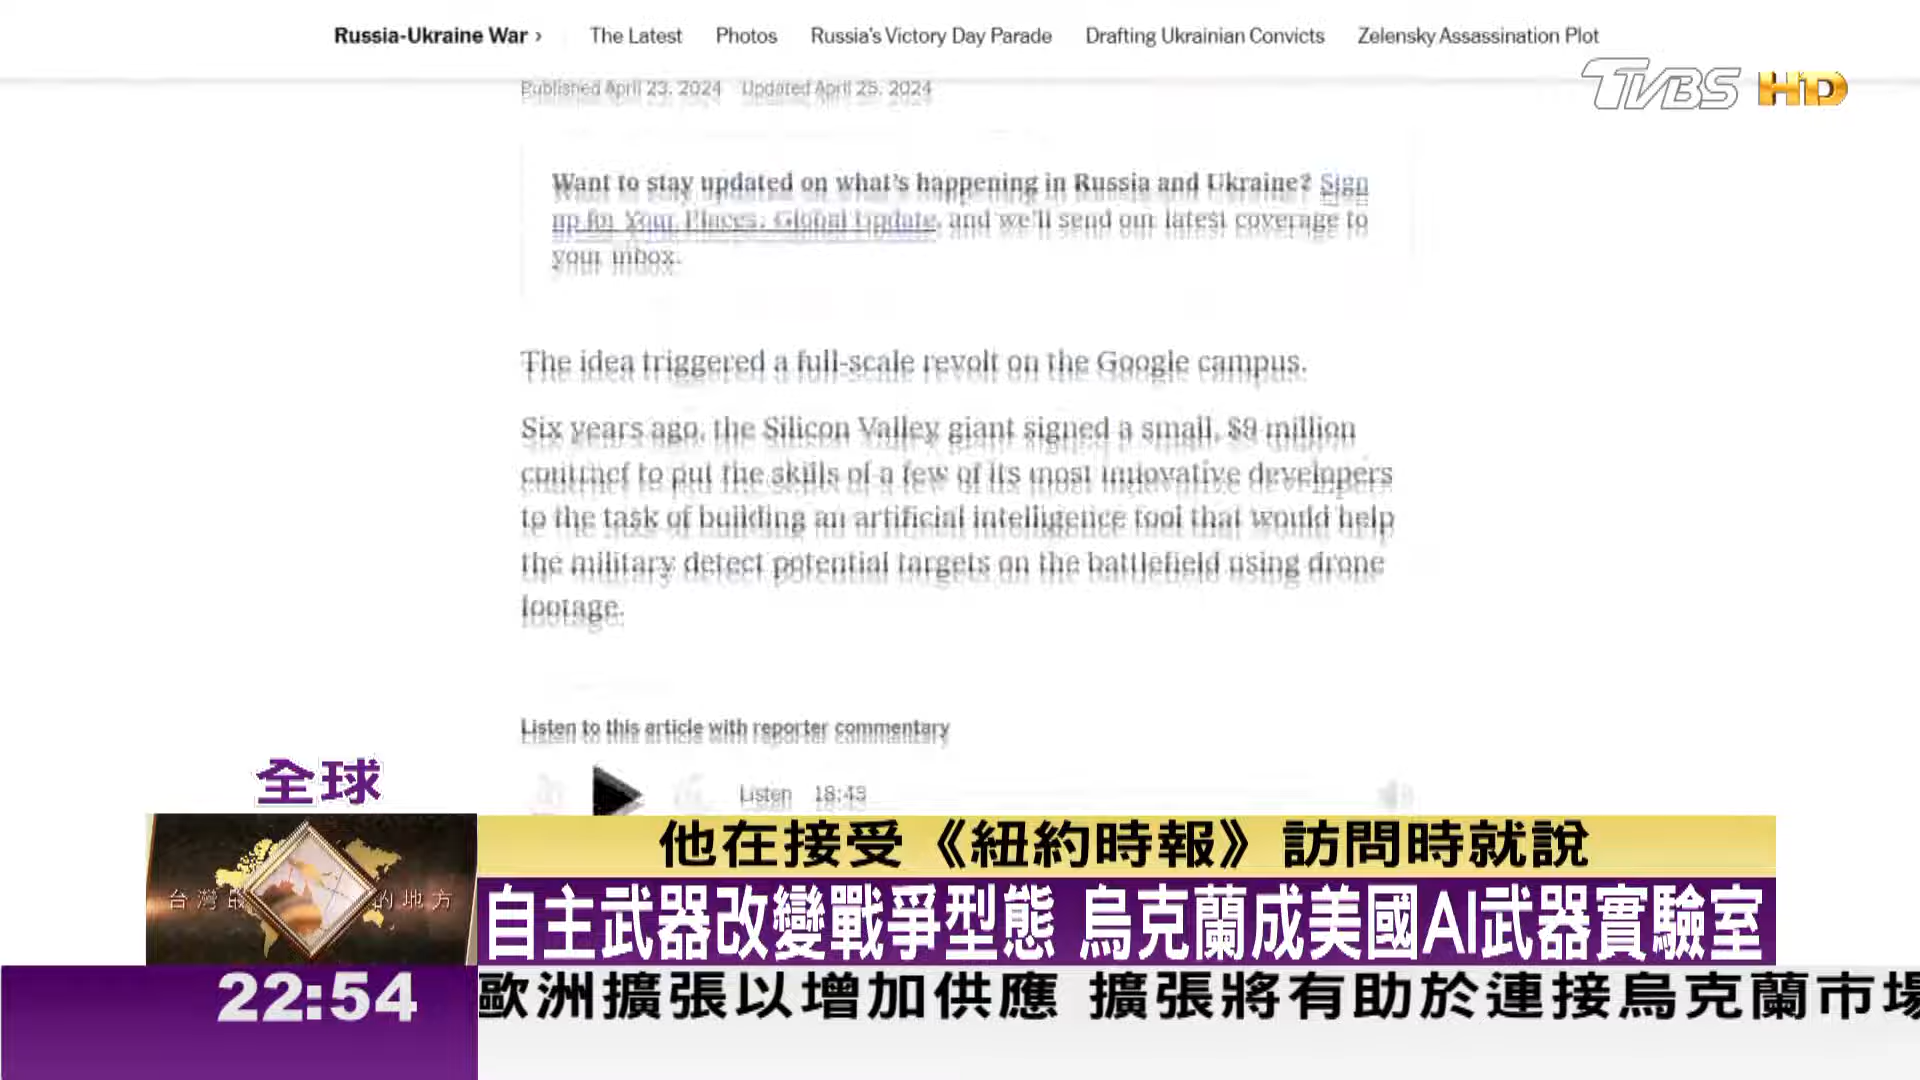 Russia-Ukraine War › The Latest Photos Russia's Victory Day Parade Drafting Ukrainian Convicts Zelensky Assassination Plot
TVBS HD
Published April 23, 2024 Updated April 25, 2024
Want to stay updated on what's happening in Russia and Ukraine? Sign
up for Your Places: Global Update, and we'll send our latest coverage to
your inbox.
The idea triggered a full-scale revolt on the Google campus.
Six years ago, the Silicon Valley giant signed a small, $9 million
contract to put the skills of a few of its most innovative developers
to the task of building an artificial intelligence tool that would help
the military detect potential targets on the battlefield using drone
footage.
Listen to this article with reporter commentary
Listen 18:43
全球
台灣 的地方
他在接受《紐約時報》訪問時就說
自主武器改變戰爭型態 烏克蘭成美國AI武器實驗室
22:54
歐洲擴張以增加供應 擴張將有助於連接烏克蘭市場